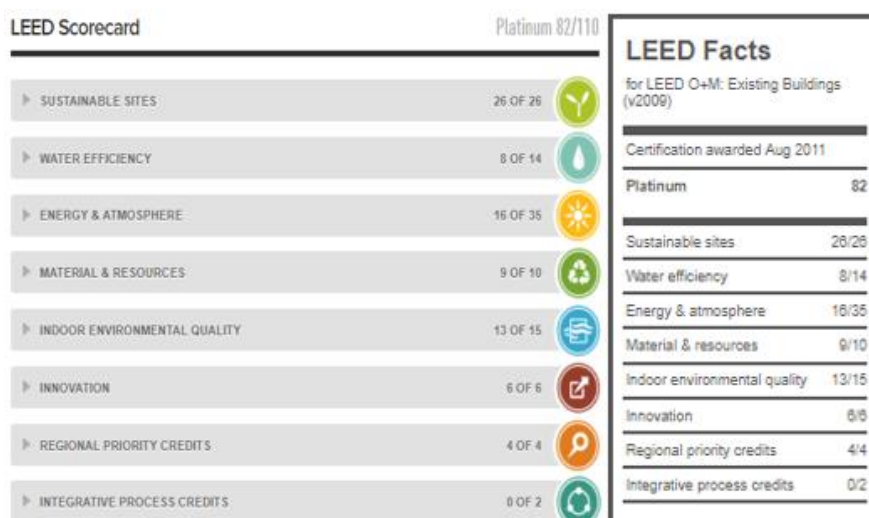 LEED Scorecard
Platinum 82/110
SUSTAINABLE SITES 26 OF 26
WATER EFFICIENCY 8 OF 14
ENERGY & ATMOSPHERE 16 OF 35
MATERIAL & RESOURCES 9 OF 10
INDOOR ENVIRONMENTAL QUALITY 13 OF 15
INNOVATION 6 OF 6
REGIONAL PRIORITY CREDITS 4 OF 4
INTEGRATIVE PROCESS CREDITS 0 OF 2
LEED Facts
for LEED O+M: Existing Buildings
(v2009)
Certification awarded Aug 2011
Platinum 82
Sustainable sites 26/26
Water efficiency 8/14
Energy & atmosphere 16/35
Material & resources 9/10
Indoor environmental quality 13/15
Innovation 6/6
Regional priority credits 4/4
Integrative process credits 0/2